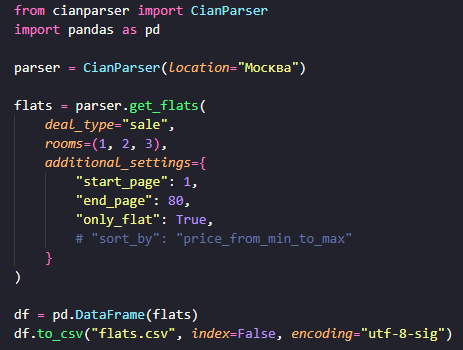 from cianparser import CianParser
import pandas as pd
parser = CianParser(location="Москва")
flats = parser.get_flats(
    deal_type="sale",
    rooms=(1, 2, 3),
    additional_settings={
        "start_page": 1,
        "end_page": 80,
        "only_flat": True,
        # "sort_by": "price_from_min_to_max"
    }
)
df = pd.DataFrame(flats)
df.to_csv("flats.csv", index=False, encoding="utf-8-sig")